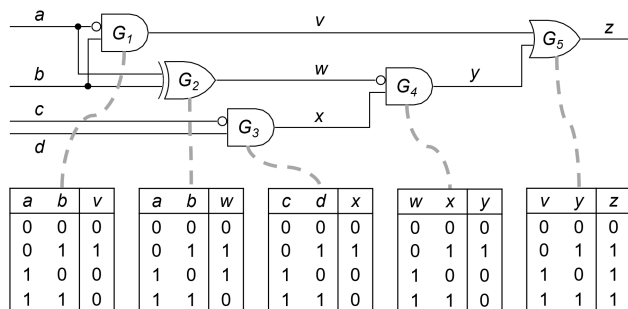 a
G1
v
G5
z
b
G2
w
G4
y
c
G3
x
d
a b v
0 0 0
0 1 1
1 0 0
1 1 0
a b w
0 0 0
0 1 1
1 0 1
1 1 0
c d x
0 0 0
0 1 1
1 0 0
1 1 0
w x y
0 0 0
0 1 1
1 0 0
1 1 0
v y z
0 0 0
0 1 1
1 0 1
1 1 1